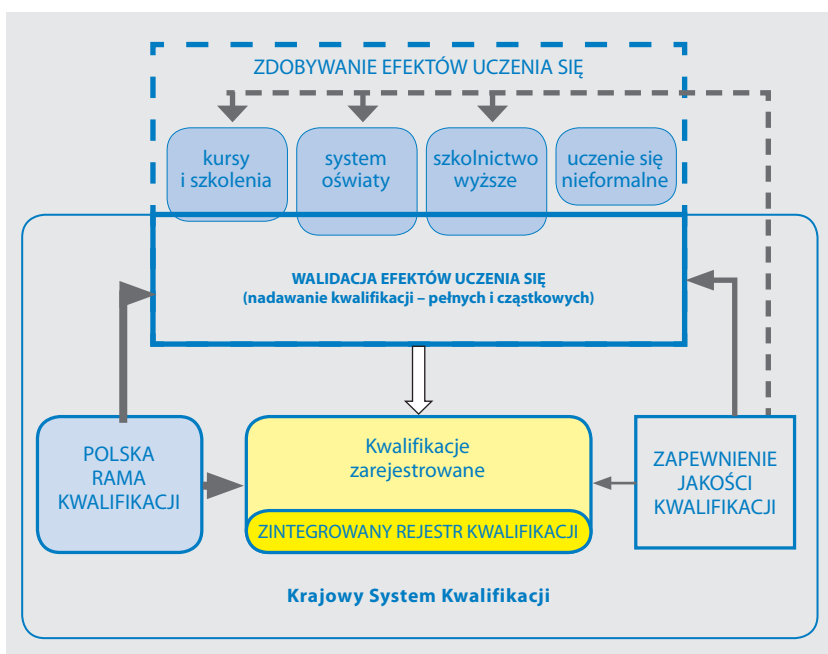 ZDOBYWANIE EFEKTÓW UCZENIA SIĘ
kursy
i szkolenia
system
oświaty
szkolnictwo
wyższe
uczenie się
nieformalne
WALIDACJA EFEKTÓW UCZENIA SIĘ
(nadawanie kwalifikacji – pełnych i cząstkowych)
POLSKA
RAMA
KWALIFIKACJI
Kwalifikacje
zarejestrowane
ZINTEGROWANY REJESTR KWALIFIKACJI
ZAPEWNIENIE
JAKOŚCI
KWALIFIKACJI
Krajowy System Kwalifikacji